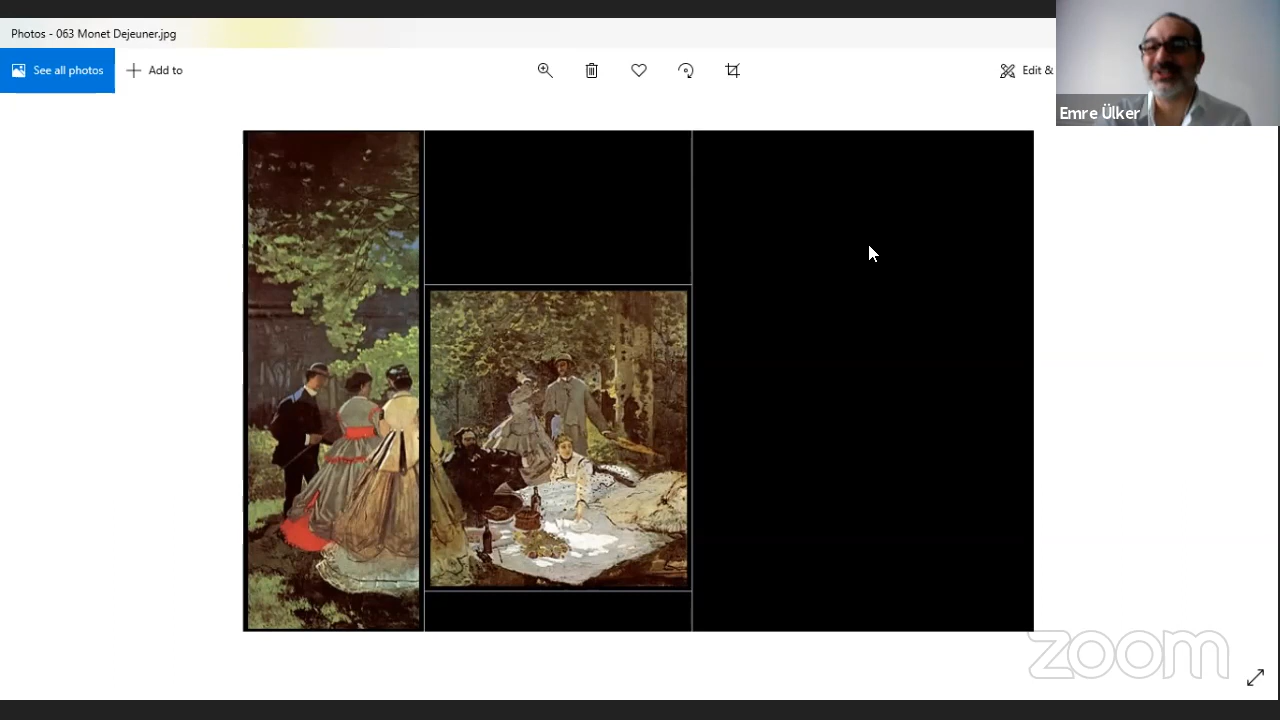 Photos - 063 Monet Dejeuner.jpg
See all photos
Add to
Edit &
Emre Ülker
zoom